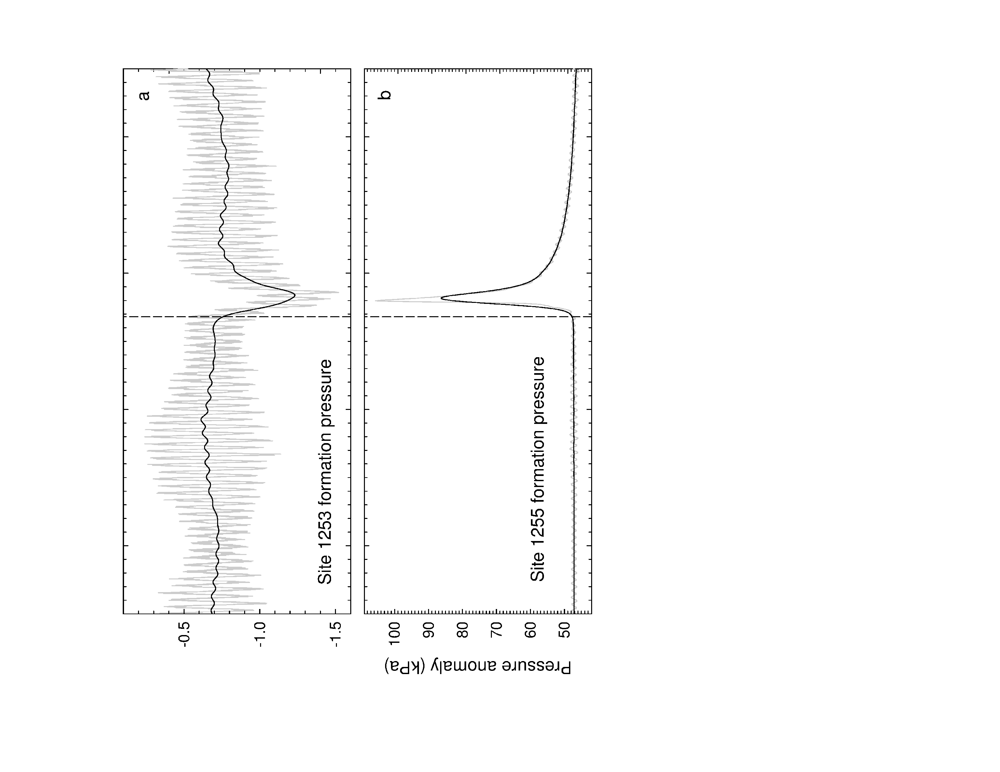 a
Site 1253 formation pressure
-0.5
-1.0
-1.5
b
Site 1255 formation pressure
100
90
80
70
60
50
Pressure anomaly (kPa)